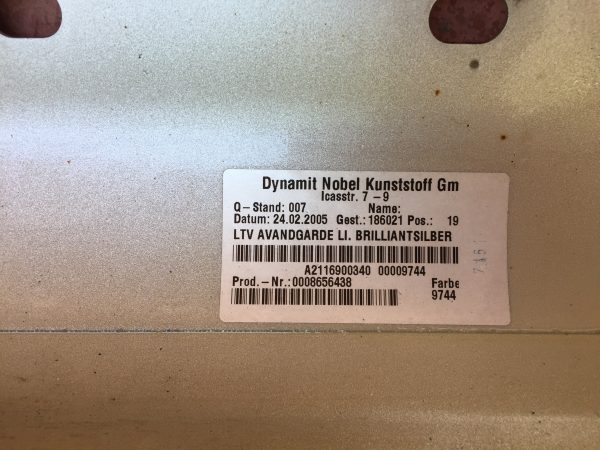 Dynamit Nobel Kunststoff Gm
Icasstr. 7-9
Q-Stand: 007 Name:
Datum: 24.02.2005 Gest.: 186021 Pos.: 19
LTV AVANDGARDE LI. BRILLIANTSILBER
A2116900340 00009744
Prod.-Nr.:0008656438 Farbe
9744